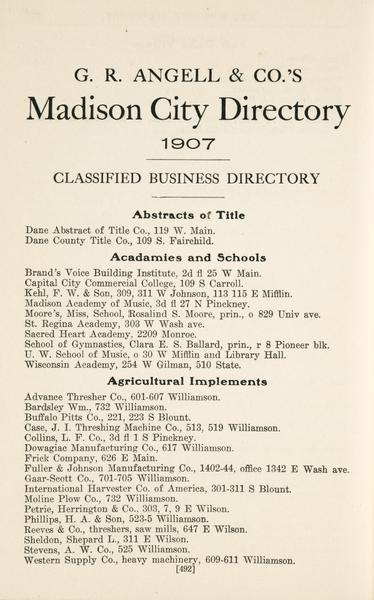 G. R. ANGELL & CO.'S
Madison City Directory
1907
CLASSIFIED BUSINESS DIRECTORY
Abstracts of Title
Dane Abstract of Title Co., 119 W. Main.
Dane County Title Co., 109 S. Fairchild.
Acadamies and Schools
Brand's Voice Building Institute, 2d fl 25 W Main.
Capital City Commercial College, 109 S Carroll.
Kehl, F. W. & Son, 309, 311 W Johnson, 113 115 E Mifflin.
Madison Academy of Music, 3d fl 27 N Pinckney.
Moore's, Miss, School, Rosalind S. Moore, prin., o 829 Univ ave.
St. Regina Academy, 303 W Wash ave.
Sacred Heart Academy, 2209 Monroe.
School of Gymnastics, Clara E. S. Ballard, prin., r 8 Pioneer blk.
U. W. School of Music, o 30 W Mifflin and Library Hall.
Wisconsin Academy, 254 W Gilman, 510 State.
Agricultural Implements
Advance Thresher Co., 601-607 Williamson.
Bardsley Wm., 732 Williamson.
Buffalo Pitts Co., 221, 223 S Blount.
Case, J. I. Threshing Machine Co., 513, 519 Williamson.
Collins, L. F. Co., 3d fl 1 S Pinckney.
Dowagiac Manufacturing Co., 617 Williamson.
Frick Company, 626 E Main.
Fuller & Johnson Manufacturing Co., 1402-44, office 1342 E Wash ave.
Gaar-Scott Co., 701-705 Williamson.
International Harvester Co. of America, 301-311 S Blount.
Moline Plow Co., 732 Williamson.
Petrie, Herrington & Co., 303, 7, 9 E Wilson.
Phillips, H. A. & Son, 523-5 Williamson.
Reeves & Co., threshers, saw mills, 647 E Wilson.
Sheldon, Shepard L., 311 E Wilson.
Stevens, A. W. Co., 525 Williamson.
Western Supply Co., heavy machinery, 609-611 Williamson.
[492]